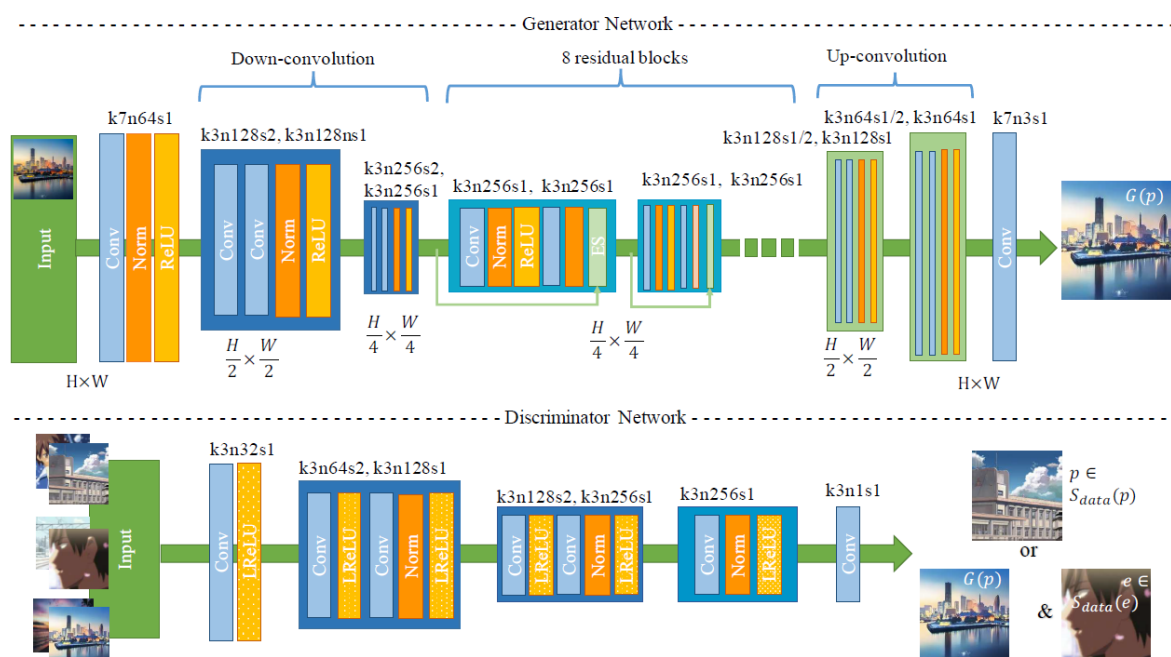 Generator Network
Down-convolution
8 residual blocks
Up-convolution
k7n64s1
k3n128s2, k3n128ns1
k3n256s2,
k3n256s1
k3n256s1, k3n256s1
k3n256s1, k3n256s1
k3n128s1/2, k3n128s1
k3n64s1/2, k3n64s1
k7n3s1
Input
Conv
Norm
ReLU
Conv
Conv
Norm
ReLU
Conv
Norm
ReLU
ES
Conv
G(p)
H×W
H/2 × W/2
H/4 × W/4
H/4 × W/4
H/2 × W/2
H×W
Discriminator Network
k3n32s1
k3n64s2, k3n128s1
k3n128s2, k3n256s1
k3n256s1
k3n1s1
Input
Conv
LReLU
Conv
LReLU
Conv
Norm
LReLU
Conv
LReLU
Conv
Norm
LReLU
Conv
Norm
LReLU
Conv
p ∈
S_data(p)
or
G(p)
&
e ∈
S_data(e)